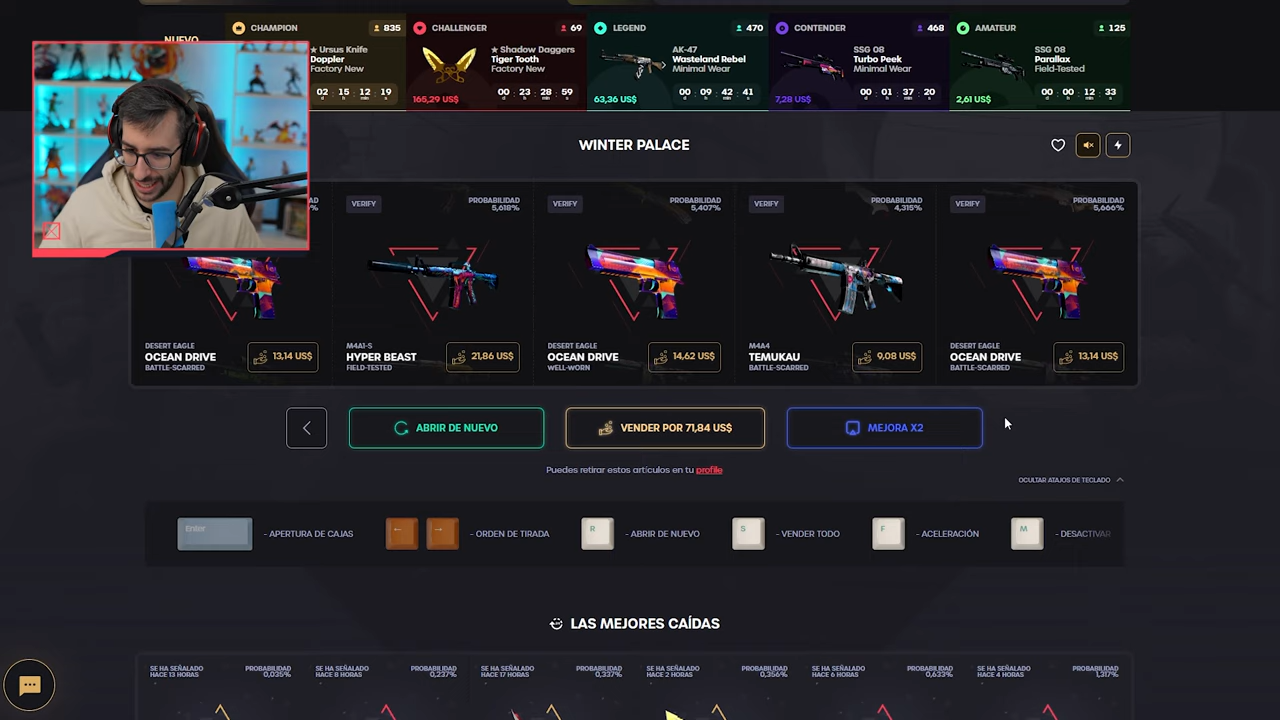 NUEVO
CHAMPION
835
★ Ursus Knife
Doppler
Factory New
02 : 15 : 12 : 19
h min s
CHALLENGER
69
★ Shadow Daggers
Tiger Tooth
Factory New
165,29 US$
00 : 23 : 28 : 59
d h min s
LEGEND
470
AK-47
Wasteland Rebel
Minimal Wear
63,36 US$
00 : 09 : 42 : 41
d h min s
CONTENDER
468
SSG 08
Turbo Peek
Minimal Wear
7,28 US$
00 : 01 : 37 : 20
d h min s
AMATEUR
125
SSG 08
Parallax
Field-Tested
2,61 US$
00 : 00 : 12 : 33
d h min s
WINTER PALACE
DESERT EAGLE
OCEAN DRIVE
BATTLE-SCARRED
13,14 US$
VERIFY
PROBABILIDAD
5,618%
M4A1-S
HYPER BEAST
FIELD-TESTED
21,86 US$
VERIFY
PROBABILIDAD
5,407%
DESERT EAGLE
OCEAN DRIVE
WELL-WORN
14,62 US$
VERIFY
PROBABILIDAD
4,315%
M4A4
TEMUKAU
BATTLE-SCARRED
9,08 US$
VERIFY
PROBABILIDAD
5,666%
DESERT EAGLE
OCEAN DRIVE
BATTLE-SCARRED
13,14 US$
ABRIR DE NUEVO
VENDER POR 71,84 US$
MEJORA X2
Puedes retirar estos artículos en tu profile
OCULTAR ATAJOS DE TECLADO
Enter
- APERTURA DE CAJAS
← →
- ORDEN DE TIRADA
R
- ABRIR DE NUEVO
S
- VENDER TODO
F
- ACELERACIÓN
M
- DESACTIVAR
LAS MEJORES CAÍDAS
SE HA SEÑALADO
HACE 13 HORAS
PROBABILIDAD
0,035%
SE HA SEÑALADO
HACE 8 HORAS
PROBABILIDAD
0,237%
SE HA SEÑALADO
HACE 17 HORAS
PROBABILIDAD
0,337%
SE HA SEÑALADO
HACE 2 HORAS
PROBABILIDAD
0,356%
SE HA SEÑALADO
HACE 6 HORAS
PROBABILIDAD
0,633%
SE HA SEÑALADO
HACE 4 HORAS
PROBABILIDAD
1,317%